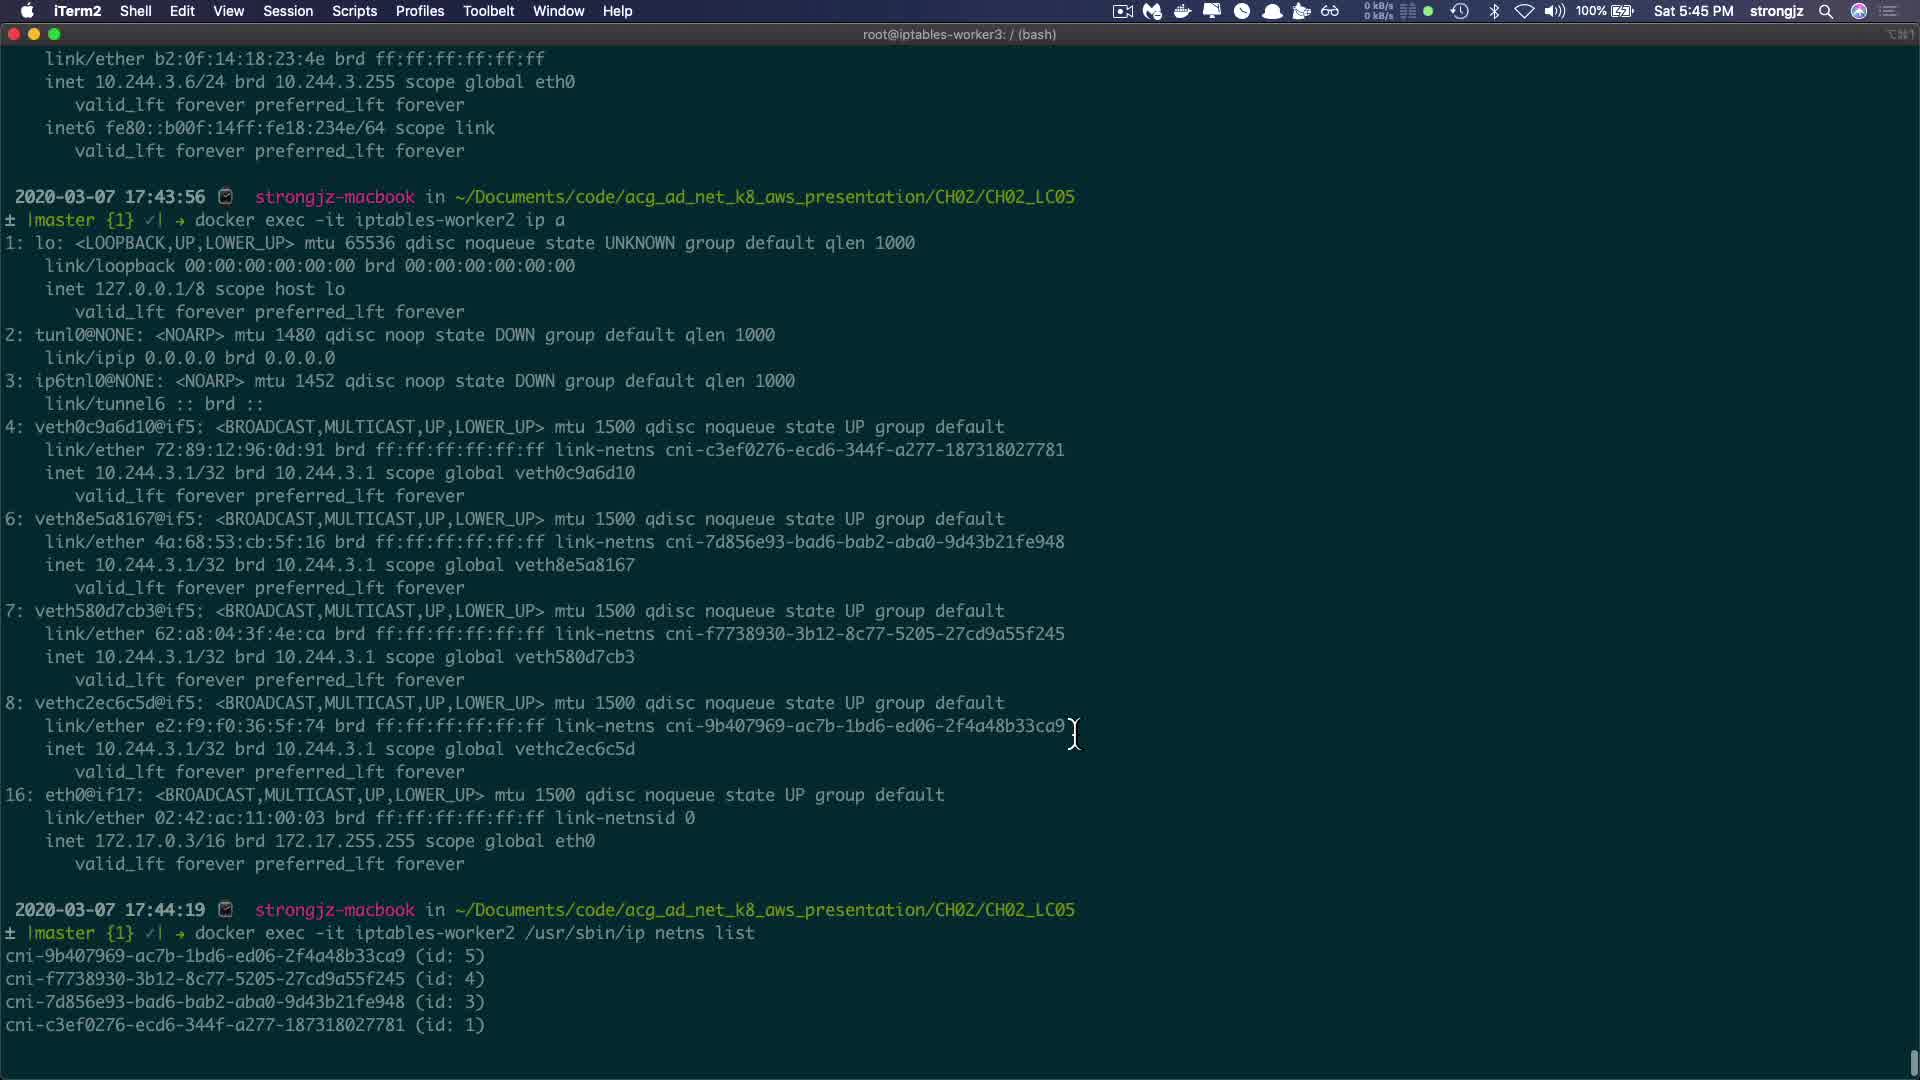 iTerm2 Shell Edit View Session Scripts Profiles Toolbelt Window Help 0 kB/s 0 kB/s 100% Sat 5:45 PM strongjz
root@iptables-worker3: / (bash) ⌥⌘1
link/ether b2:0f:14:18:23:4e brd ff:ff:ff:ff:ff:ff
inet 10.244.3.6/24 brd 10.244.3.255 scope global eth0
valid_lft forever preferred_lft forever
inet6 fe80::b00f:14ff:fe18:234e/64 scope link
valid_lft forever preferred_lft forever
2020-03-07 17:43:56 strongjz-macbook in ~/Documents/code/acg_ad_net_k8_aws_presentation/CH02/CH02_LC05
± |master {1} ✓| → docker exec -it iptables-worker2 ip a
1: lo: <LOOPBACK,UP,LOWER_UP> mtu 65536 qdisc noqueue state UNKNOWN group default qlen 1000
link/loopback 00:00:00:00:00:00 brd 00:00:00:00:00:00
inet 127.0.0.1/8 scope host lo
valid_lft forever preferred_lft forever
2: tunl0@NONE: <NOARP> mtu 1480 qdisc noop state DOWN group default qlen 1000
link/ipip 0.0.0.0 brd 0.0.0.0
3: ip6tnl0@NONE: <NOARP> mtu 1452 qdisc noop state DOWN group default qlen 1000
link/tunnel6 :: brd ::
4: veth0c9a6d10@if5: <BROADCAST,MULTICAST,UP,LOWER_UP> mtu 1500 qdisc noqueue state UP group default
link/ether 72:89:12:96:0d:91 brd ff:ff:ff:ff:ff:ff link-netns cni-c3ef0276-ecd6-344f-a277-187318027781
inet 10.244.3.1/32 brd 10.244.3.1 scope global veth0c9a6d10
valid_lft forever preferred_lft forever
6: veth8e5a8167@if5: <BROADCAST,MULTICAST,UP,LOWER_UP> mtu 1500 qdisc noqueue state UP group default
link/ether 4a:68:53:cb:5f:16 brd ff:ff:ff:ff:ff:ff link-netns cni-7d856e93-bad6-bab2-aba0-9d43b21fe948
inet 10.244.3.1/32 brd 10.244.3.1 scope global veth8e5a8167
valid_lft forever preferred_lft forever
7: veth580d7cb3@if5: <BROADCAST,MULTICAST,UP,LOWER_UP> mtu 1500 qdisc noqueue state UP group default
link/ether 62:a8:04:3f:4e:ca brd ff:ff:ff:ff:ff:ff link-netns cni-f7738930-3b12-8c77-5205-27cd9a55f245
inet 10.244.3.1/32 brd 10.244.3.1 scope global veth580d7cb3
valid_lft forever preferred_lft forever
8: vethc2ec6c5d@if5: <BROADCAST,MULTICAST,UP,LOWER_UP> mtu 1500 qdisc noqueue state UP group default
link/ether e2:f9:f0:36:5f:74 brd ff:ff:ff:ff:ff:ff link-netns cni-9b407969-ac7b-1bd6-ed06-2f4a48b33ca9
inet 10.244.3.1/32 brd 10.244.3.1 scope global vethc2ec6c5d
valid_lft forever preferred_lft forever
16: eth0@if17: <BROADCAST,MULTICAST,UP,LOWER_UP> mtu 1500 qdisc noqueue state UP group default
link/ether 02:42:ac:11:00:03 brd ff:ff:ff:ff:ff:ff link-netnsid 0
inet 172.17.0.3/16 brd 172.17.255.255 scope global eth0
valid_lft forever preferred_lft forever
2020-03-07 17:44:19 strongjz-macbook in ~/Documents/code/acg_ad_net_k8_aws_presentation/CH02/CH02_LC05
± |master {1} ✓| → docker exec -it iptables-worker2 /usr/sbin/ip netns list
cni-9b407969-ac7b-1bd6-ed06-2f4a48b33ca9 (id: 5)
cni-f7738930-3b12-8c77-5205-27cd9a55f245 (id: 4)
cni-7d856e93-bad6-bab2-aba0-9d43b21fe948 (id: 3)
cni-c3ef0276-ecd6-344f-a277-187318027781 (id: 1)